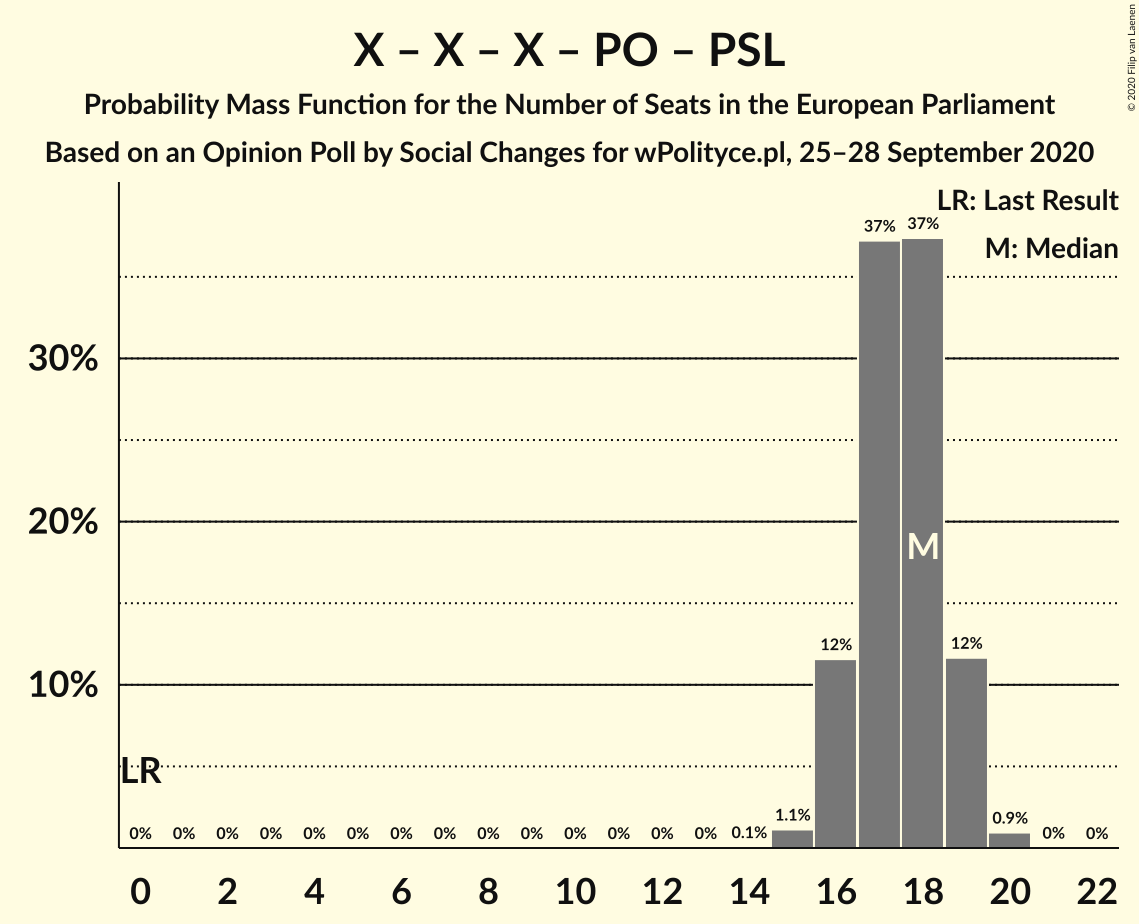 X – X – X – PO – PSL
Probability Mass Function for the Number of Seats in the European Parliament
Based on an Opinion Poll by Social Changes for wPolityce.pl, 25–28 September 2020
© 2020 Filip van Laenen
LR: Last Result
M: Median
37% 37%
30%
20%
M
12% 12%
10%
LR
0% 0% 0% 0% 0% 0% 0% 0% 0% 0% 0% 0% 0% 0% 0.1% 1.1% 0.9% 0% 0%
0 2 4 6 8 10 12 14 16 18 20 22